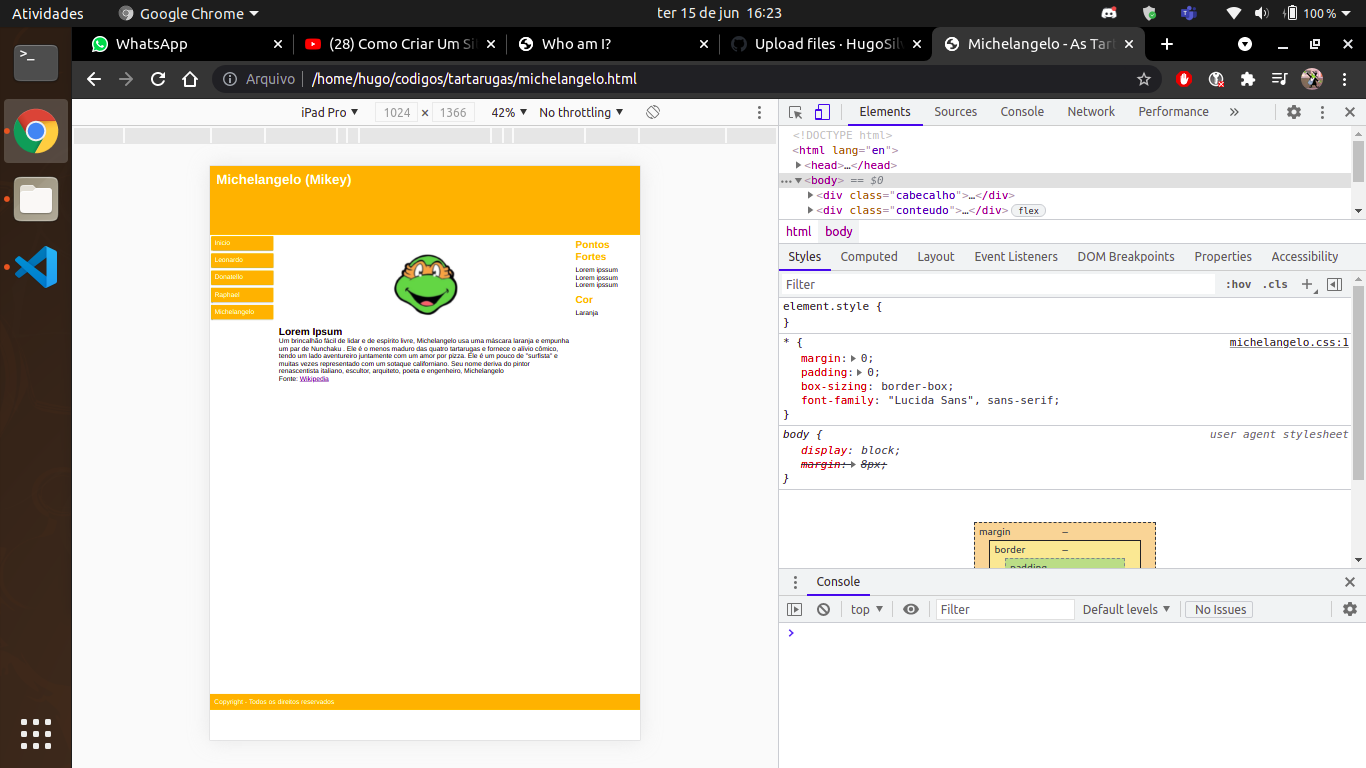 Atividades
Google Chrome
ter 15 de jun 16:23
100 %
WhatsApp
(28) Como Criar Um Si
Who am I?
Upload files · HugoSilv
Michelangelo - As Tart
Arquivo
/home/hugo/codigos/tartarugas/michelangelo.html
iPad Pro
1024 × 1366
42%
No throttling
Elements
Sources
Console
Network
Performance
<!DOCTYPE html>
<html lang="en">
<head>…</head>
<body> == $0
<div class="cabecalho">…</div>
<div class="conteudo">…</div>
flex
html
body
Styles
Computed
Layout
Event Listeners
DOM Breakpoints
Properties
Accessibility
Filter
:hov
.cls
element.style {
}
* {
michelangelo.css:1
margin: 0;
padding: 0;
box-sizing: border-box;
font-family: "Lucida Sans", sans-serif;
}
body {
user agent stylesheet
display: block;
margin: 8px;
}
margin –
border –
padding
Console
top
Filter
Default levels
No Issues
Michelangelo (Mikey)
Início
Leonardo
Donatello
Raphael
Michelangelo
Lorem Ipsum
Um brincalhão fácil de lidar e de espírito livre, Michelangelo usa uma máscara laranja e empunha
um par de Nunchaku . Ele é o menos maduro das quatro tartarugas e fornece o alívio cômico,
tendo um lado aventureiro juntamente com um amor por pizza. Ele é um pouco de "surfista" e
muitas vezes representado com um sotaque californiano. Seu nome deriva do pintor
renascentista italiano, escultor, arquiteto, poeta e engenheiro, Michelangelo
Fonte: Wikipedia
Pontos
Fortes
Lorem ipssum
Lorem ipssum
Lorem ipssum
Cor
Laranja
Copyright - Todos os direitos reservados